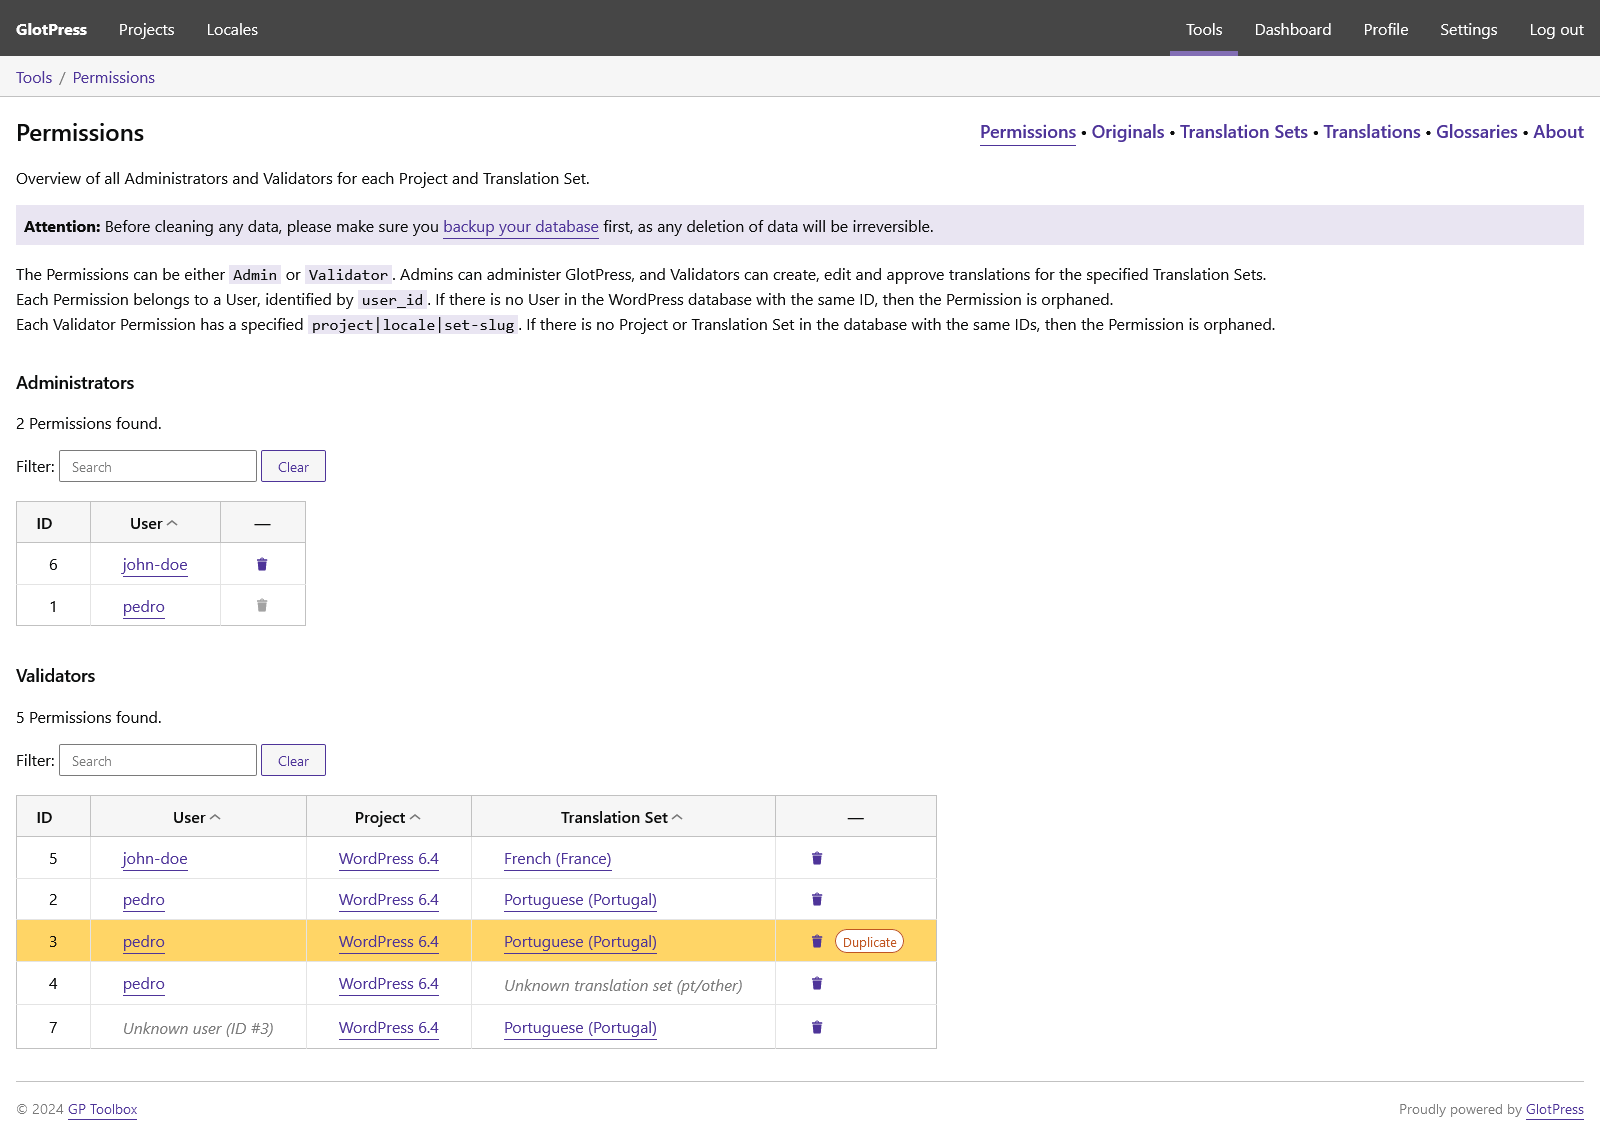 GlotPress Projects Locales Tools Dashboard Profile Settings Log out
Tools / Permissions
Permissions
Permissions • Originals • Translation Sets • Translations • Glossaries • About
Overview of all Administrators and Validators for each Project and Translation Set.
Attention: Before cleaning any data, please make sure you backup your database first, as any deletion of data will be irreversible.
The Permissions can be either Admin or Validator. Admins can administer GlotPress, and Validators can create, edit and approve translations for the specified Translation Sets.
Each Permission belongs to a User, identified by user_id. If there is no User in the WordPress database with the same ID, then the Permission is orphaned.
Each Validator Permission has a specified project|locale|set-slug. If there is no Project or Translation Set in the database with the same IDs, then the Permission is orphaned.
Administrators
2 Permissions found.
Filter: Search Clear
ID User —
6 john-doe
1 pedro
Validators
5 Permissions found.
Filter: Search Clear
ID User Project Translation Set —
5 john-doe WordPress 6.4 French (France)
2 pedro WordPress 6.4 Portuguese (Portugal)
3 pedro WordPress 6.4 Portuguese (Portugal) Duplicate
4 pedro WordPress 6.4 Unknown translation set (pt/other)
7 Unknown user (ID #3) WordPress 6.4 Portuguese (Portugal)
© 2024 GP Toolbox
Proudly powered by GlotPress